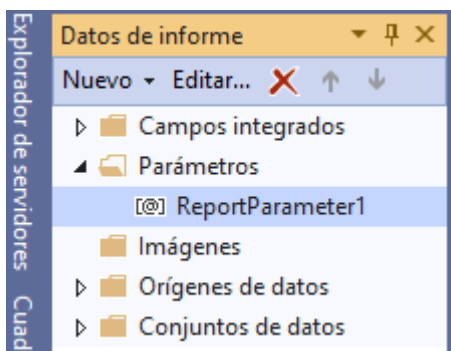 Explorador de servidores
Cuad
Datos de informe
Nuevo Editar...
Campos integrados
Parámetros
[@] ReportParameter1
Imágenes
Orígenes de datos
Conjuntos de datos